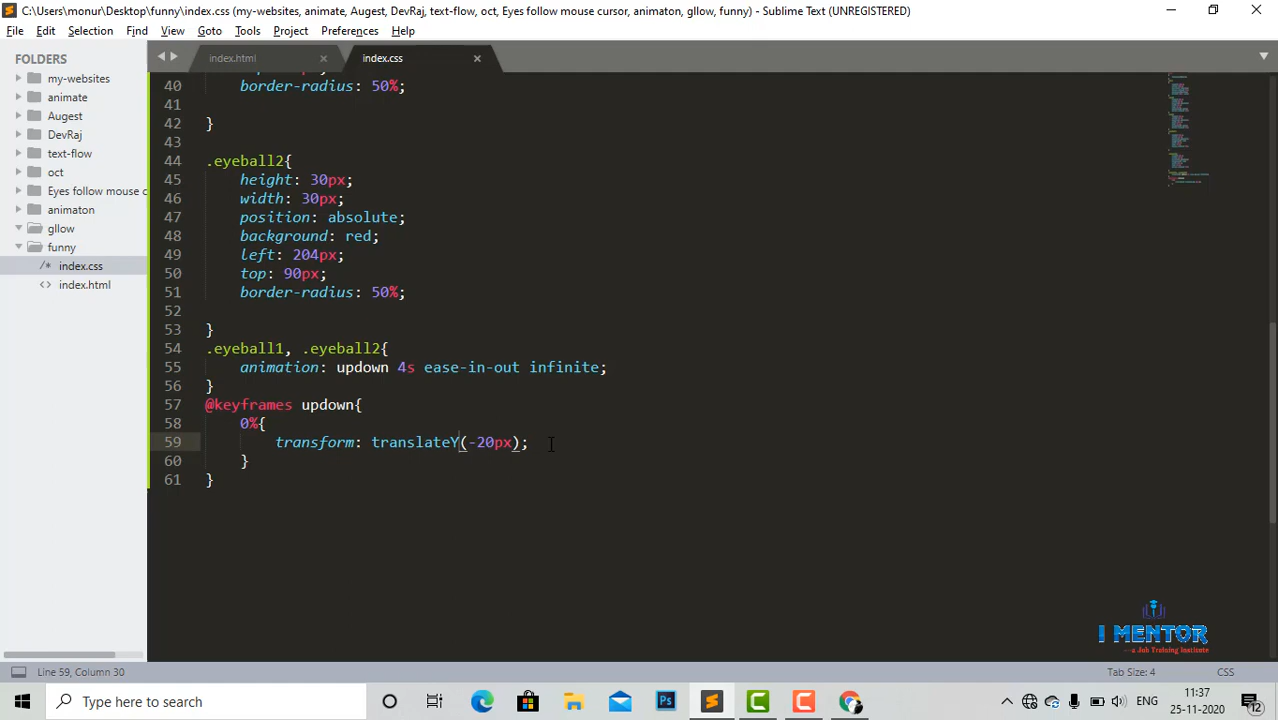 C:\Users\monur\Desktop\funny\index.css (my-websites, animate, Augest, DevRaj, text-flow, oct, Eyes follow mouse cursor, animaton, gllow, funny) - Sublime Text (UNREGISTERED)
File Edit Selection Find View Goto Tools Project Preferences Help
FOLDERS
my-websites
animate
Augest
DevRaj
text-flow
oct
Eyes follow mouse c
animaton
gllow
funny
/* index.css
<> index.html
index.html × index.css ×
40 border-radius: 50%;
41
42 }
43
44 .eyeball2{
45 height: 30px;
46 width: 30px;
47 position: absolute;
48 background: red;
49 left: 204px;
50 top: 90px;
51 border-radius: 50%;
52
53 }
54 .eyeball1, .eyeball2{
55 animation: updown 4s ease-in-out infinite;
56 }
57 @keyframes updown{
58 0%{
59 transform: translateY(-20px);
60 }
61 }
I MENTOR
---a Job Training Institute
Line 59, Column 30
Tab Size: 4 CSS
Type here to search
Ps
ENG
11:37
25-11-2020
12